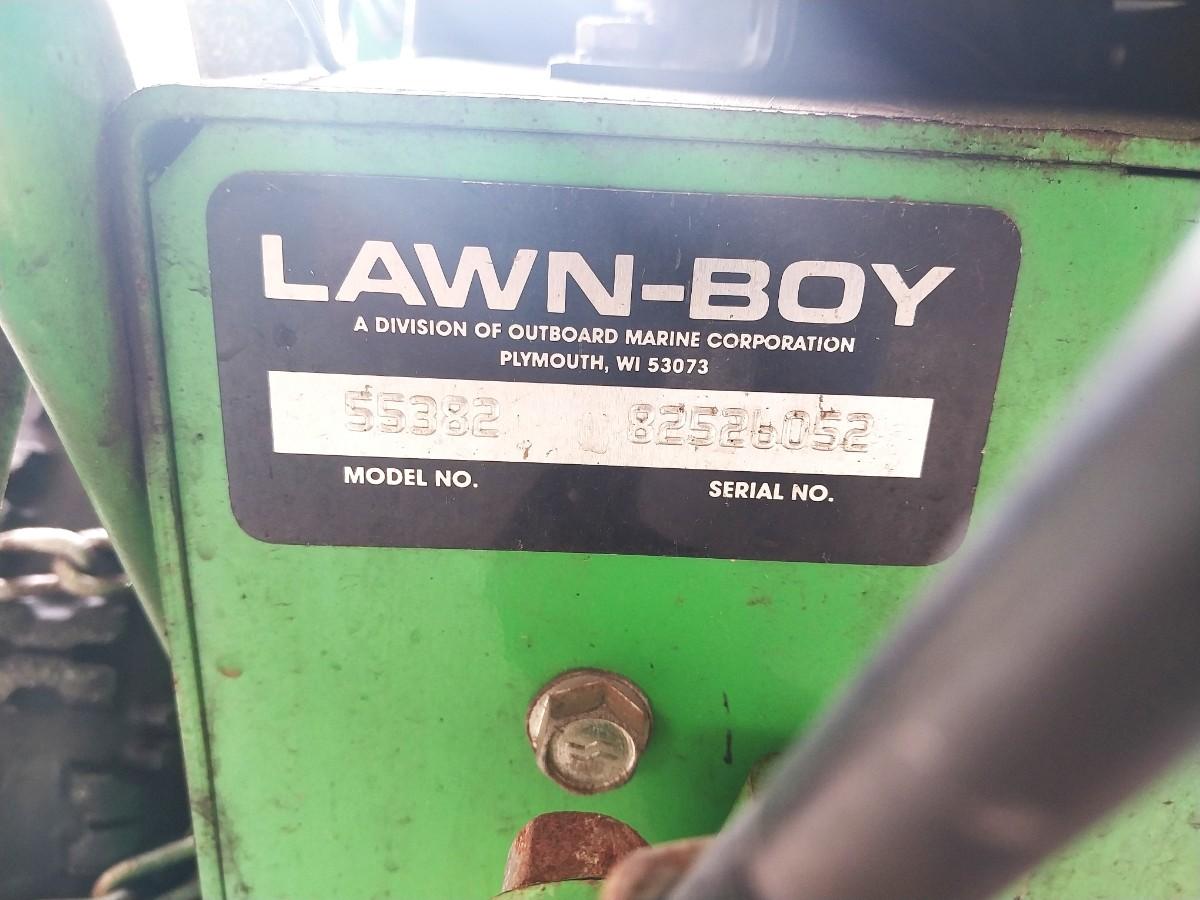 LAWN-BOY
A DIVISION OF OUTBOARD MARINE CORPORATION
PLYMOUTH, WI 53073
55382 82526052
MODEL NO. SERIAL NO.